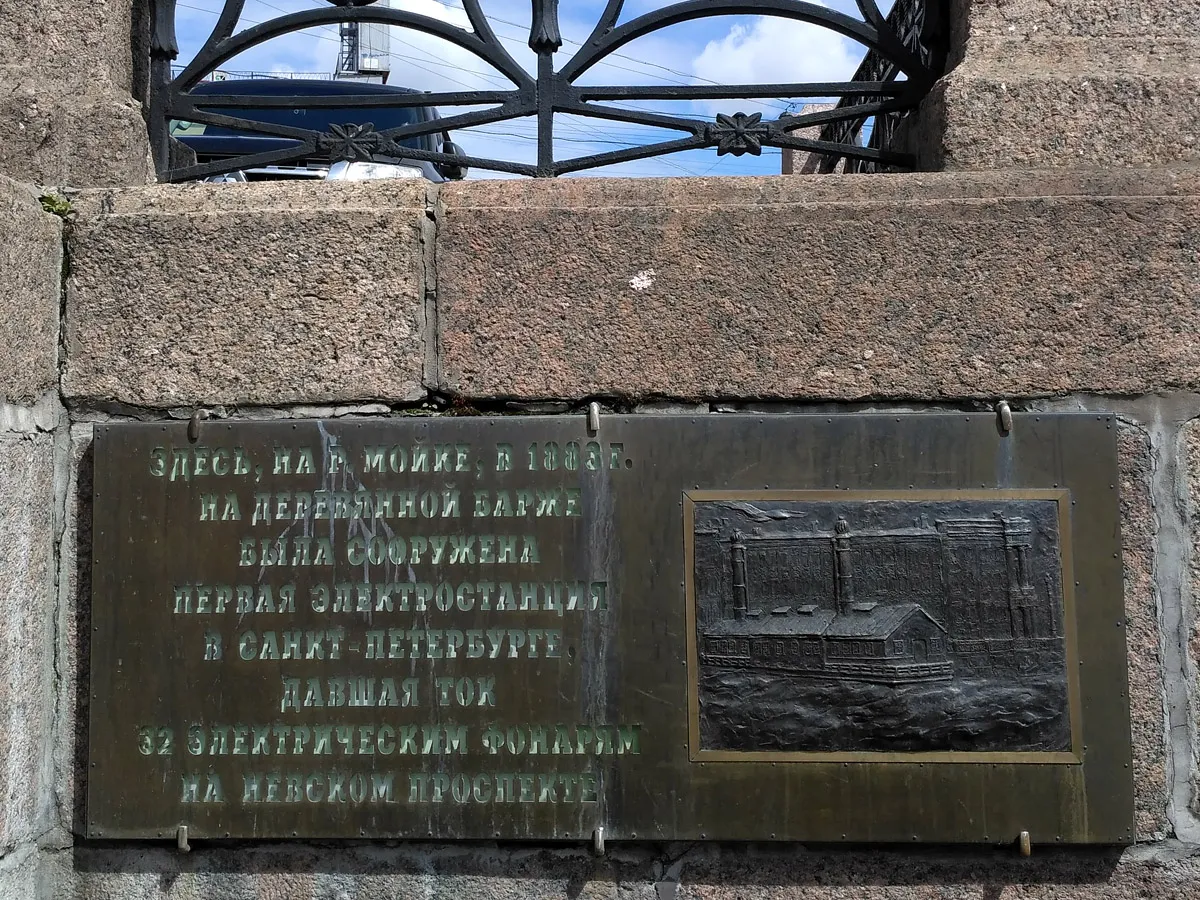 ЗДЕСЬ, НА Р. МОЙКЕ, В 1883 Г.
НА ДЕРЕВЯННОЙ БАРЖЕ
БЫЛА СООРУЖЕНА
ПЕРВАЯ ЭЛЕКТРОСТАНЦИЯ
В САНКТ-ПЕТЕРБУРГЕ,
ДАВШАЯ ТОК
32 ЭЛЕКТРИЧЕСКИМ ФОНАРЯМ
НА НЕВСКОМ ПРОСПЕКТЕ